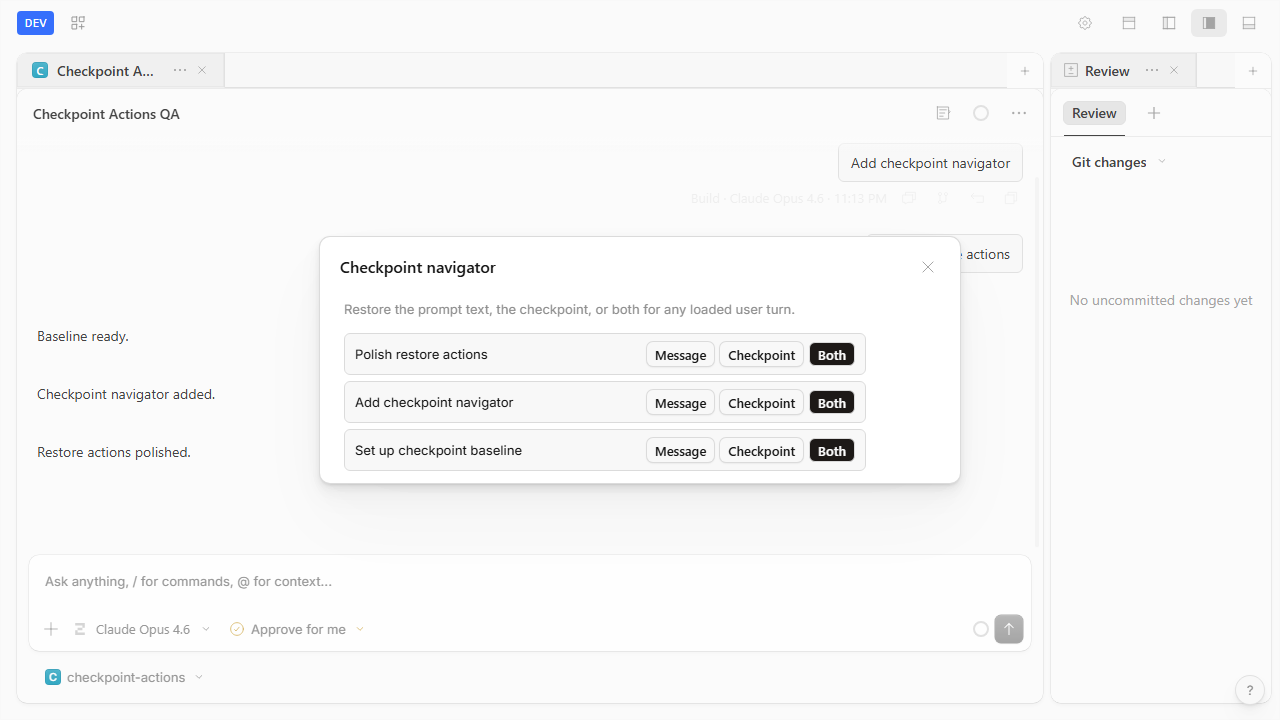 DEV
Checkpoint A...
Review
Checkpoint Actions QA
Review
Git changes
Add checkpoint navigator
Build · Claude Opus 4.6 · 11:13 PM
actions
Checkpoint navigator
Restore the prompt text, the checkpoint, or both for any loaded user turn.
Polish restore actions Message Checkpoint Both
Add checkpoint navigator Message Checkpoint Both
Set up checkpoint baseline Message Checkpoint Both
Baseline ready.
Checkpoint navigator added.
Restore actions polished.
No uncommitted changes yet
Ask anything, / for commands, @ for context...
Claude Opus 4.6
Approve for me
C checkpoint-actions
?